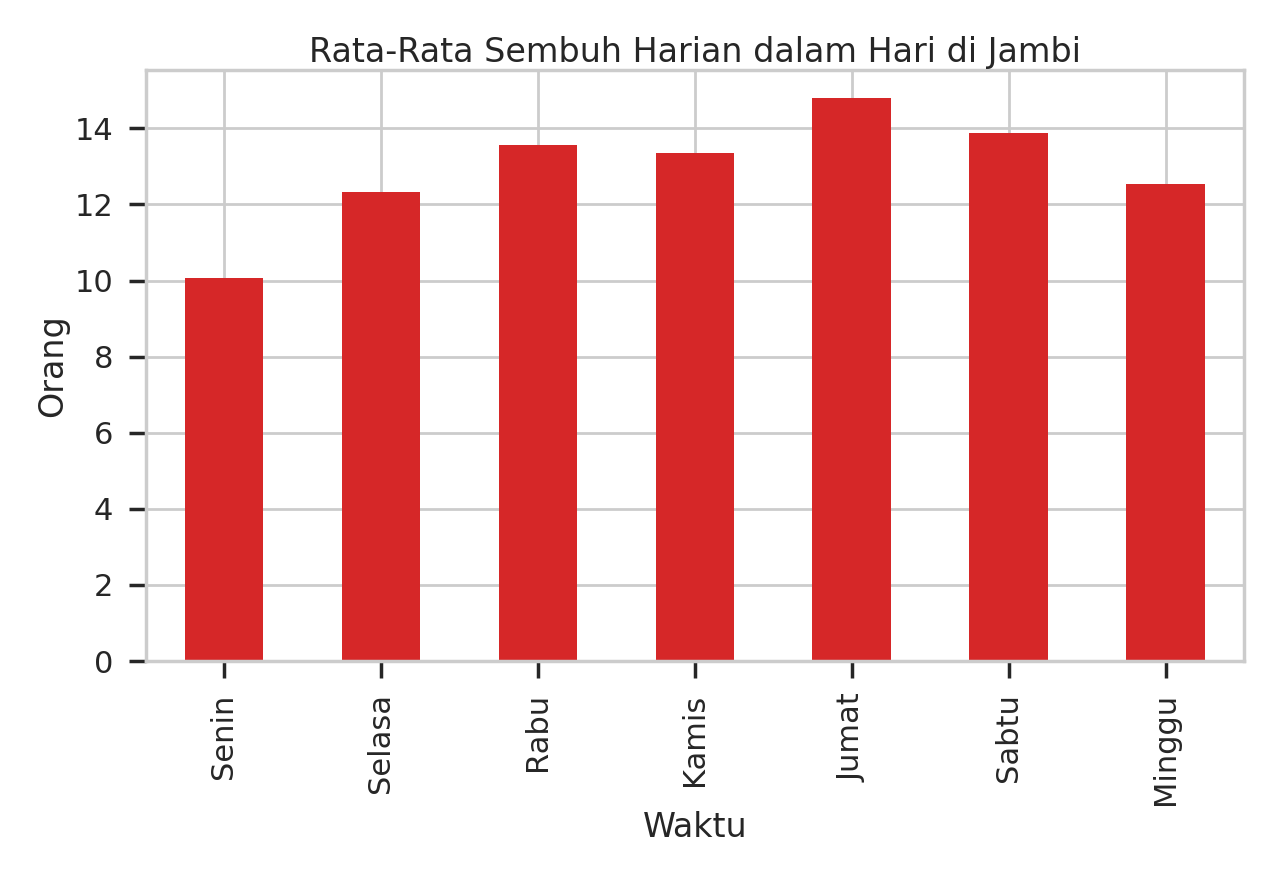 Rata-Rata Sembuh Harian dalam Hari di Jambi
Orang
14
12
10
8
6
4
2
0
Senin
Selasa
Rabu
Kamis
Jumat
Sabtu
Minggu
Waktu